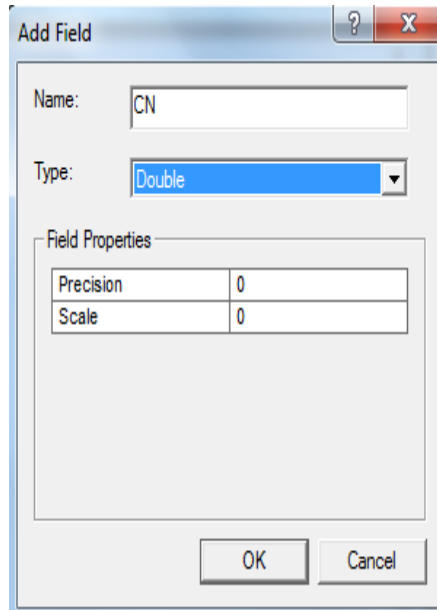 Add Field
? X
Name: CN
Type: Double
Field Properties
Precision 0
Scale 0
OK Cancel